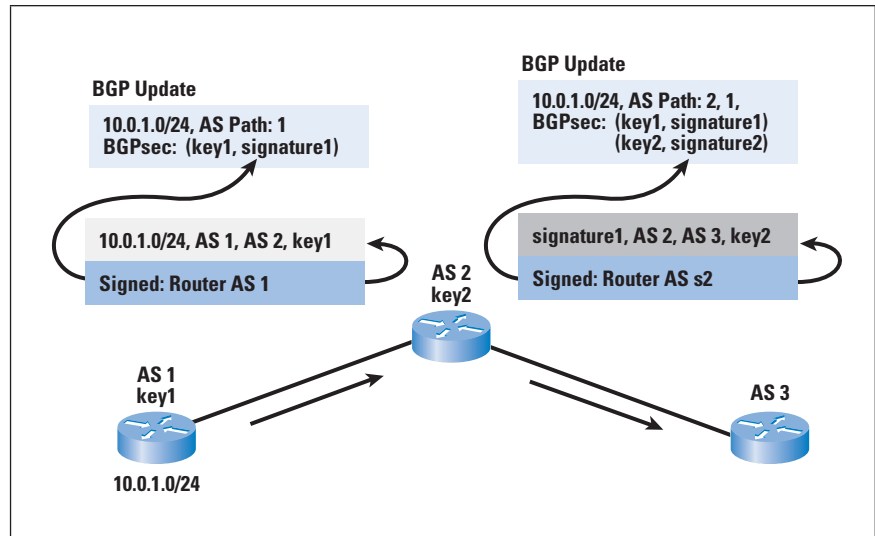 BGP Update
10.0.1.0/24, AS Path: 1
BGPsec: (key1, signature1)
10.0.1.0/24, AS 1, AS 2, key1
Signed: Router AS 1
BGP Update
10.0.1.0/24, AS Path: 2, 1,
BGPsec: (key1, signature1)
(key2, signature2)
signature1, AS 2, AS 3, key2
Signed: Router AS s2
AS 2
key2
AS 1
key1
10.0.1.0/24
AS 3